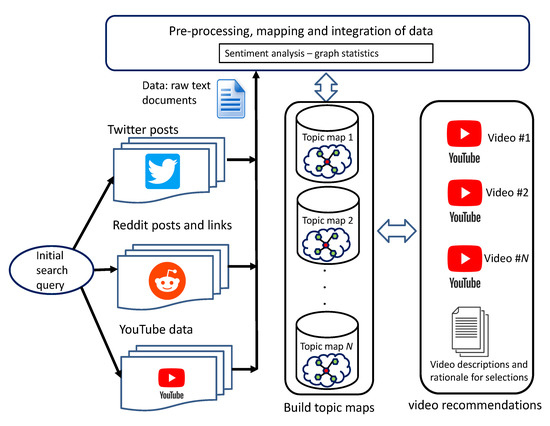 Pre-processing, mapping and integration of data
Sentiment analysis – graph statistics
Data: raw text
documents
Twitter posts
Reddit posts and links
Initial
search
query
YouTube data
YouTube
Topic map 1
Topic map 2
Topic map N
Build topic maps
Video #1
YouTube
Video #2
YouTube
Video #N
YouTube
Video descriptions and
rationale for selections
video recommendations